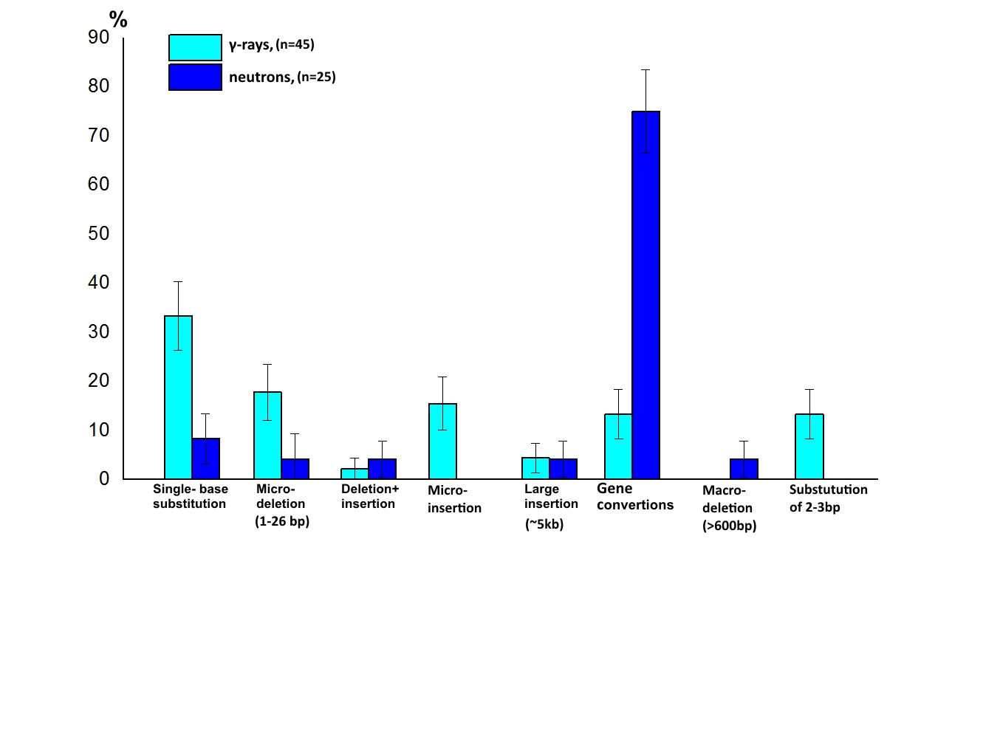 %
90
80
70
60
50
40
30
20
10
0
γ-rays, (n=45)
neutrons, (n=25)
Single- base
substitution
Micro-
deletion
(1-26 bp)
Deletion+
insertion
Micro-
insertion
Large
insertion
(~5kb)
Gene
convertions
Macro-
deletion
(>600bp)
Substutution
of 2-3bp